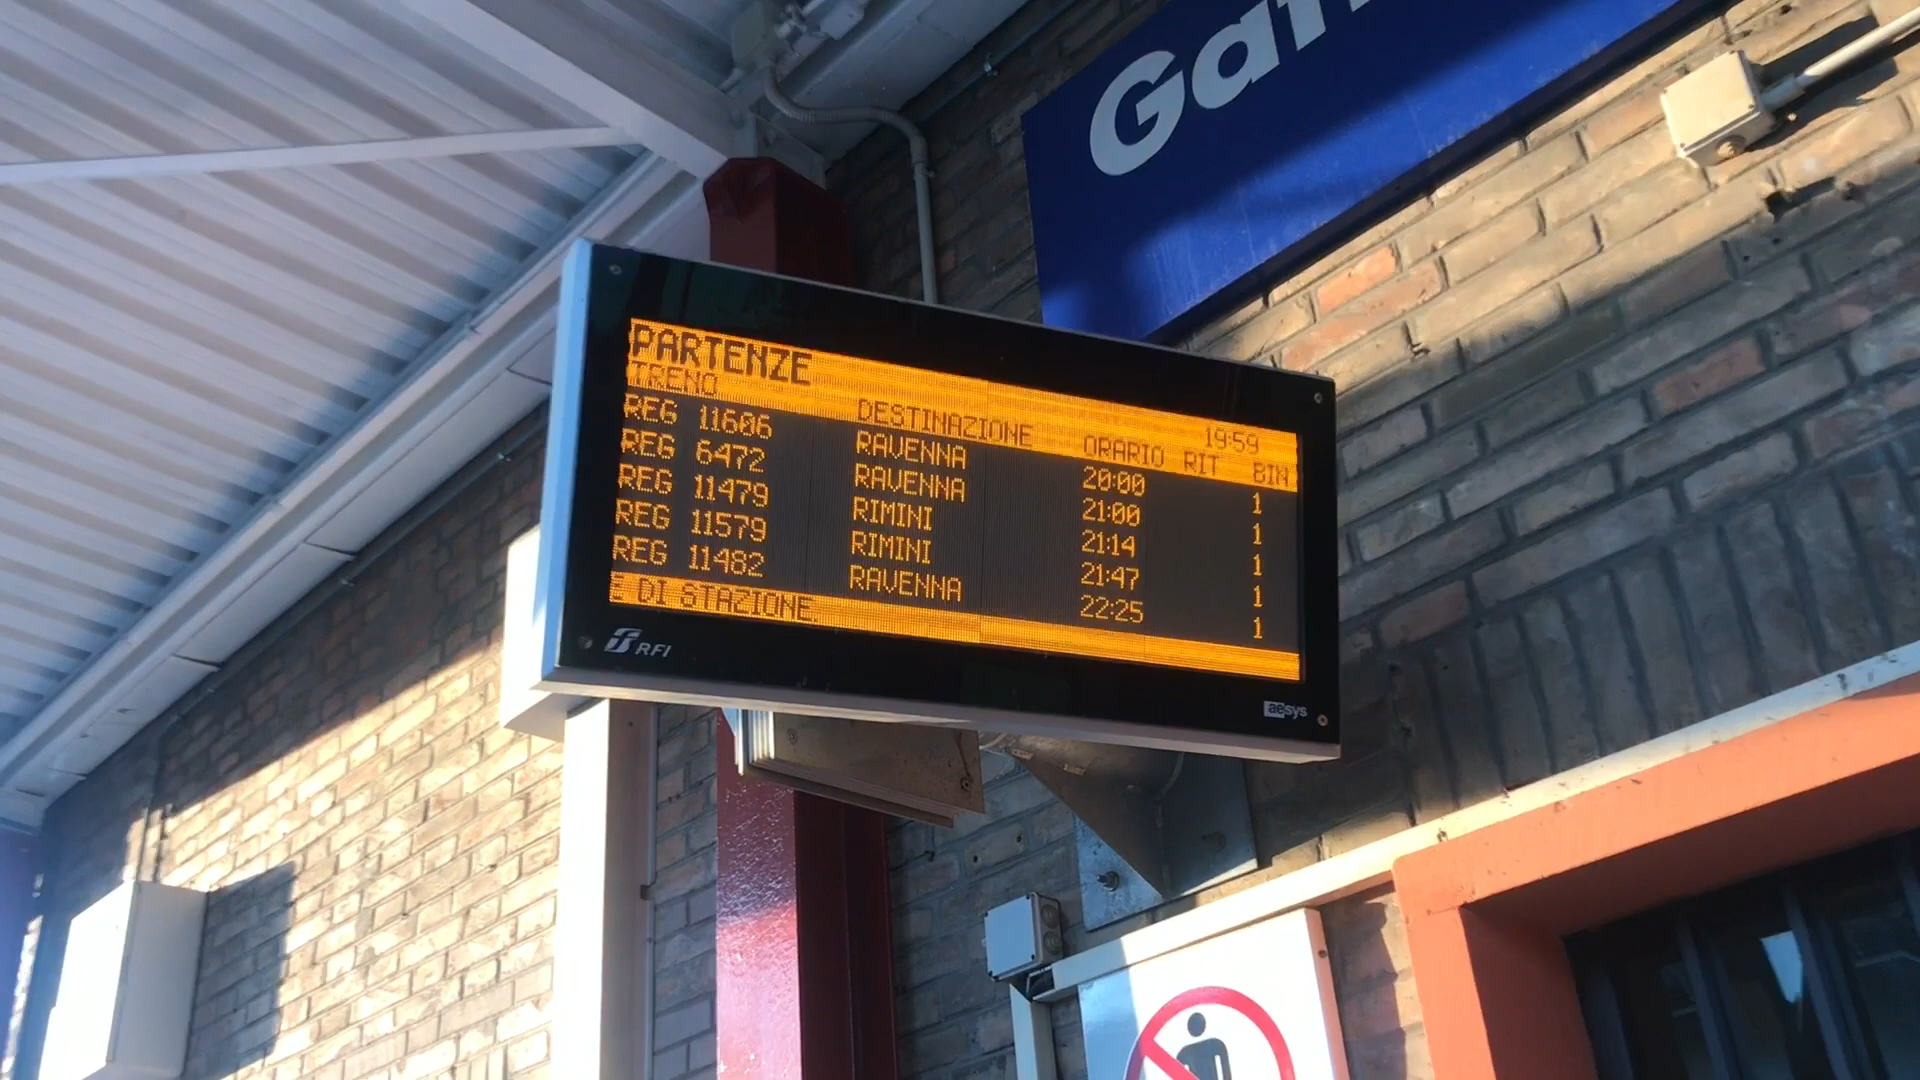 Gam
PARTENZE 19:59
TRENO DESTINAZIONE ORARIO RIT BIN
REG 11606 RAVENNA 20:00 1
REG 6472 RAVENNA 21:00 1
REG 11479 RIMINI 21:14 1
REG 11579 RIMINI 21:47 1
REG 11482 RAVENNA 22:25 1
E DI STAZIONE.
RFI
aesys